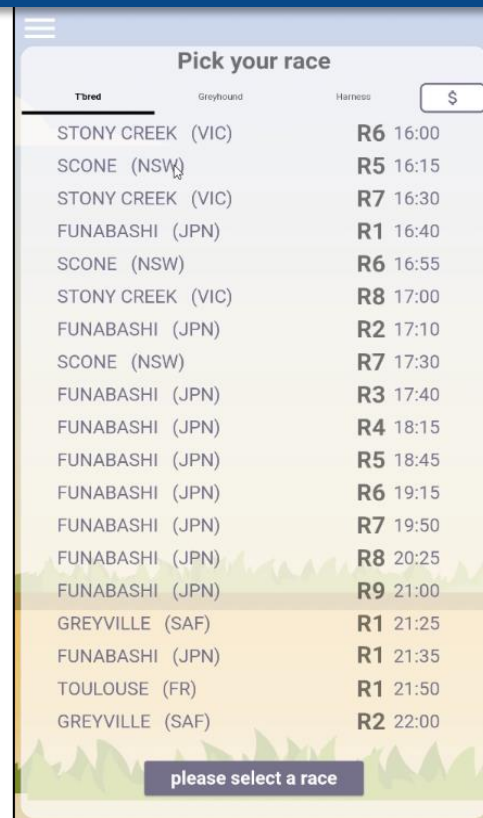 Pick your race
T'bred Greyhound Harness $
STONY CREEK (VIC) R6 16:00
SCONE (NSW) R5 16:15
STONY CREEK (VIC) R7 16:30
FUNABASHI (JPN) R1 16:40
SCONE (NSW) R6 16:55
STONY CREEK (VIC) R8 17:00
FUNABASHI (JPN) R2 17:10
SCONE (NSW) R7 17:30
FUNABASHI (JPN) R3 17:40
FUNABASHI (JPN) R4 18:15
FUNABASHI (JPN) R5 18:45
FUNABASHI (JPN) R6 19:15
FUNABASHI (JPN) R7 19:50
FUNABASHI (JPN) R8 20:25
FUNABASHI (JPN) R9 21:00
GREYVILLE (SAF) R1 21:25
FUNABASHI (JPN) R1 21:35
TOULOUSE (FR) R1 21:50
GREYVILLE (SAF) R2 22:00
please select a race